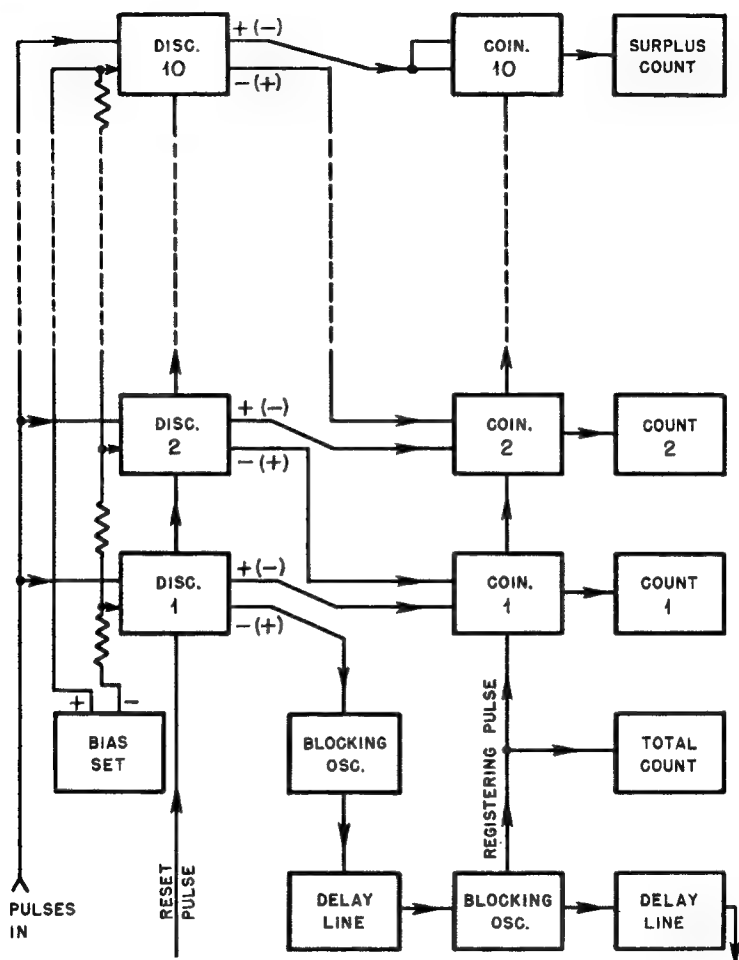 DISC.
10
+(-)
-(+)
COIN.
10
SURPLUS
COUNT
DISC.
2
+(-)
-(+)
COIN.
2
COUNT
2
DISC.
1
+(-)
-(+)
COIN.
1
COUNT
1
+ -
BIAS
SET
BLOCKING
OSC.
REGISTERING PULSE
TOTAL
COUNT
PULSES
IN
RESET
PULSE
DELAY
LINE
BLOCKING
OSC.
DELAY
LINE